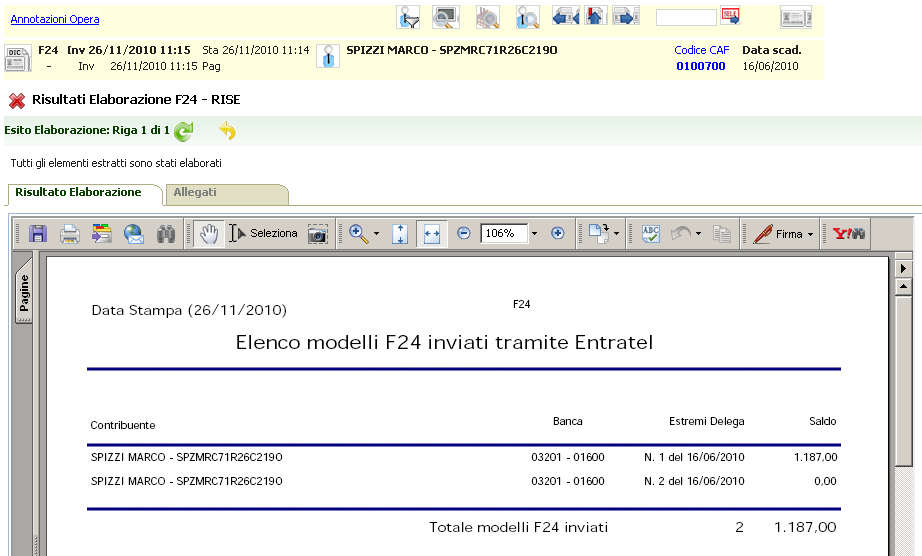 Annotazioni Opera
SELE
DIC F24 Inv 26/11/2010 11:15 Sta 26/11/2010 11:14 SPIZZI MARCO - SPZMRC71R26C219O Codice CAF Data scad.
- Inv 26/11/2010 11:15 Pag 0100700 16/06/2010
Risultati Elaborazione F24 - RISE
Esito Elaborazione: Riga 1 di 1
Tutti gli elementi estratti sono stati elaborati
Risultato Elaborazione Allegati
Seleziona 106% ABC Firma Y!
Pagine
Data Stampa (26/11/2010) F24
Elenco modelli F24 inviati tramite Entratel
Contribuente Banca Estremi Delega Saldo
SPIZZI MARCO - SPZMRC71R26C219O 03201 - 01600 N. 1 del 16/06/2010 1.187,00
SPIZZI MARCO - SPZMRC71R26C219O 03201 - 01600 N. 2 del 16/06/2010 0,00
Totale modelli F24 inviati 2 1.187,00